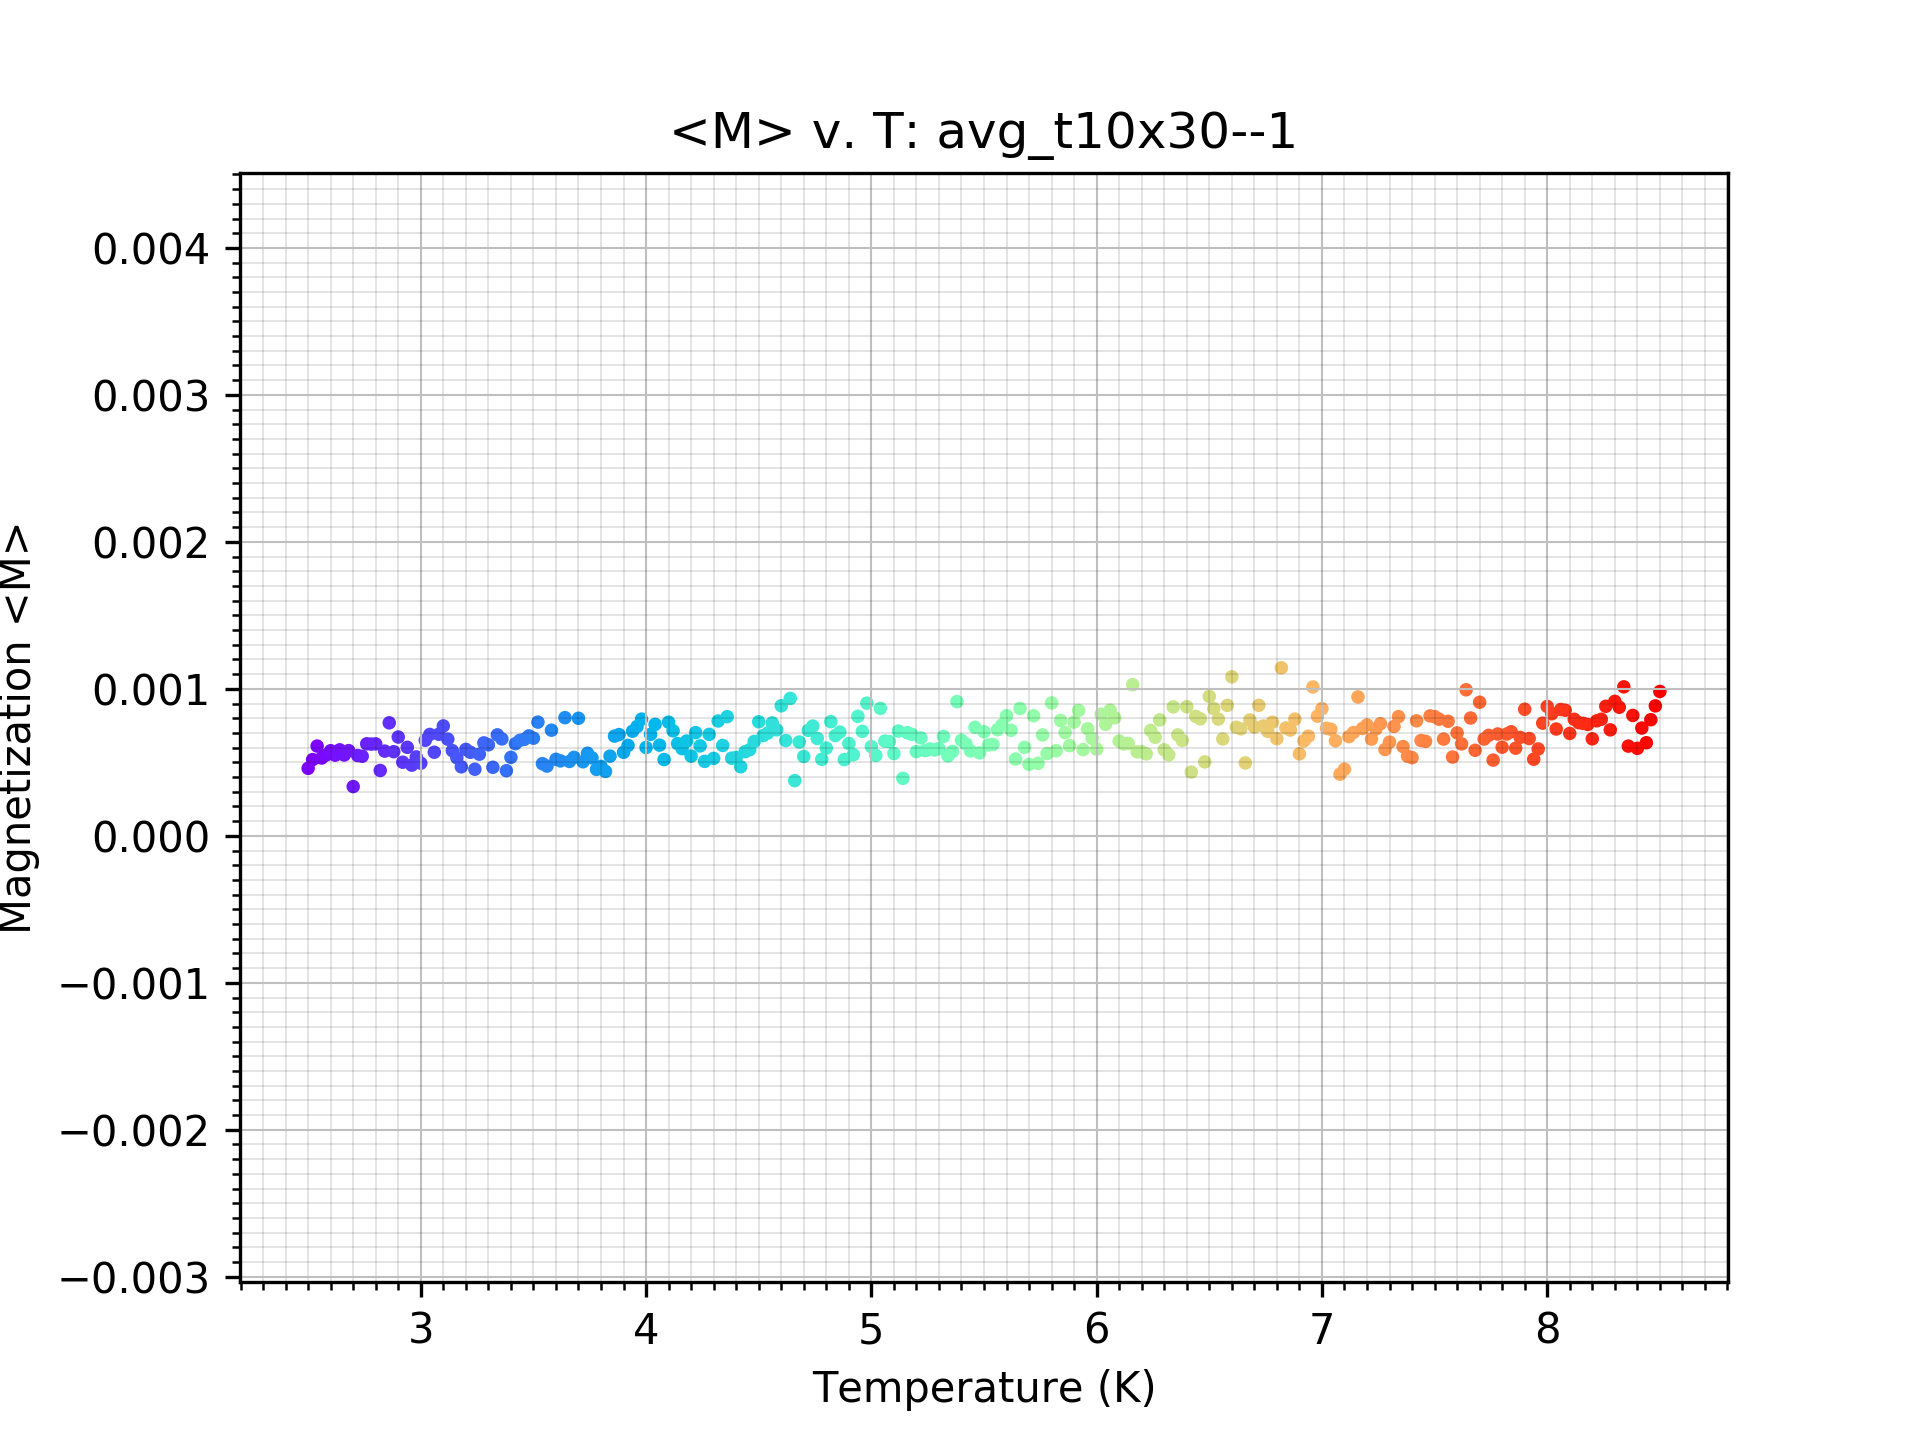 <M> v. T: avg_t10x30--1
0.004
0.003
0.002
0.001
0.000
−0.001
−0.002
−0.003
Magnetization <M>
3 4 5 6 7 8
Temperature (K)